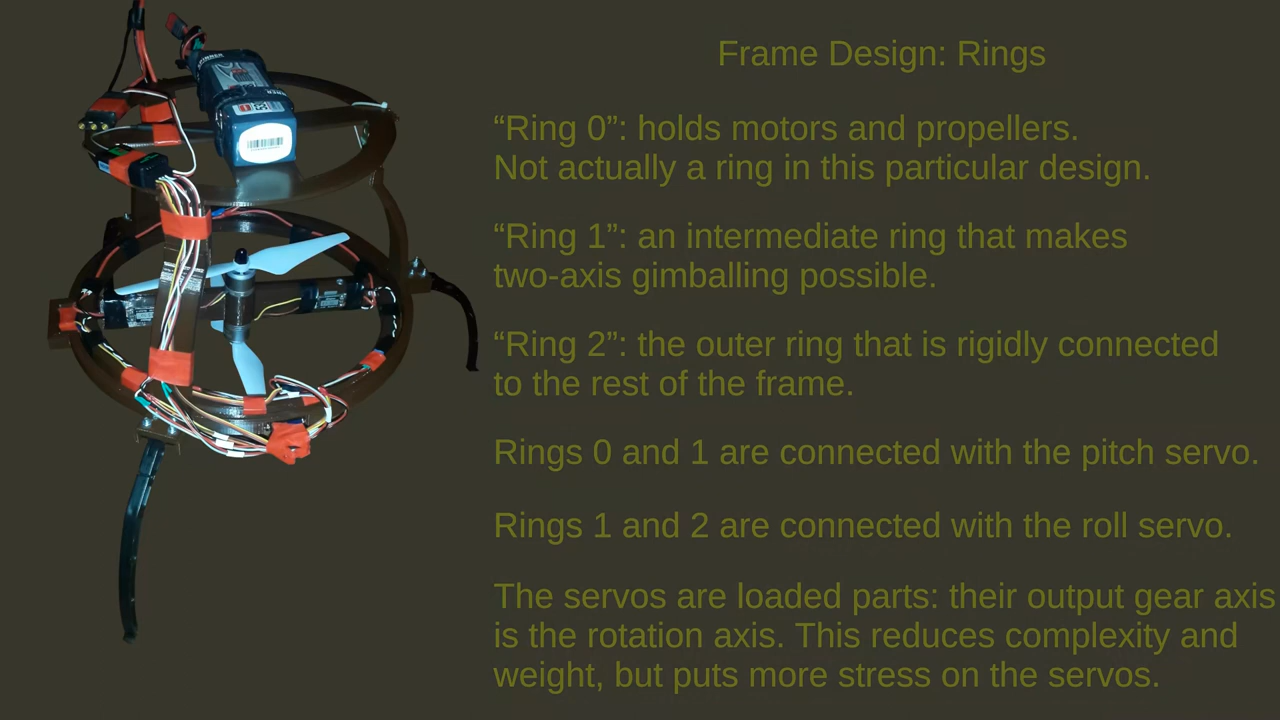 Frame Design: Rings
“Ring 0”: holds motors and propellers.
Not actually a ring in this particular design.
“Ring 1”: an intermediate ring that makes
two-axis gimballing possible.
“Ring 2”: the outer ring that is rigidly connected
to the rest of the frame.
Rings 0 and 1 are connected with the pitch servo.
Rings 1 and 2 are connected with the roll servo.
The servos are loaded parts: their output gear axis
is the rotation axis. This reduces complexity and
weight, but puts more stress on the servos.